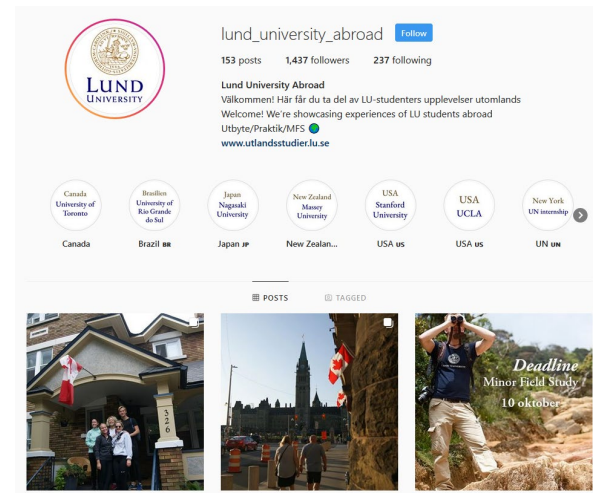 lund_university_abroad Follow
153 posts 1,437 followers 237 following
Lund University Abroad
Välkommen! Här får du ta del av LU-studenters upplevelser utomlands
Welcome! We're showcasing experiences of LU students abroad
Utbyte/Praktik/MFS
www.utlandsstudier.lu.se
LUND
UNIVERSITY
Canada
University of
Toronto
Canada
Brasilien
University of
Rio Grande
do Sul
Brazil BR
Japan
Nagasaki
University
Japan JP
New Zealand
Massey
University
New Zealan...
USA
Stanford
University
USA US
USA
UCLA
USA US
New York
UN internship
UN UN
POSTS TAGGED
326
Deadline
Minor Field Study
10 oktober